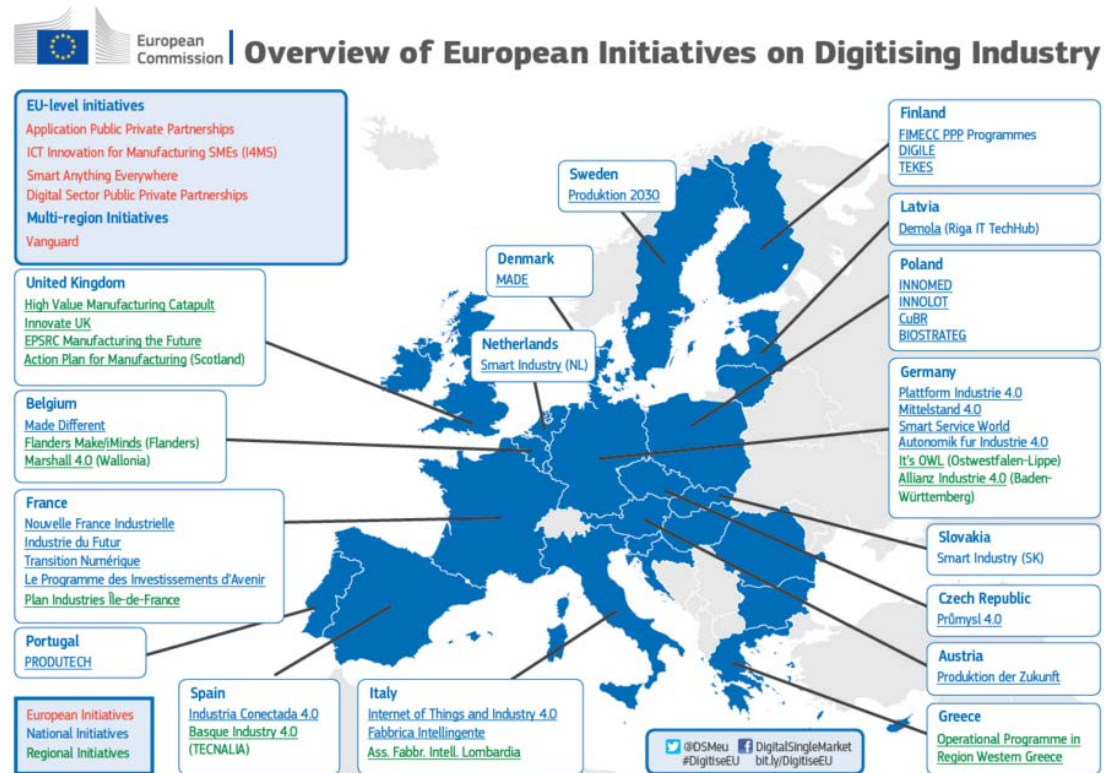 European
Commission
Overview of European Initiatives on Digitising Industry
EU-level initiatives
Application Public Private Partnerships
ICT Innovation for Manufacturing SMEs (I4MS)
Smart Anything Everywhere
Digital Sector Public Private Partnerships
Multi-region Initiatives
Vanguard
United Kingdom
High Value Manufacturing Catapult
Innovate UK
EPSRC Manufacturing the Future
Action Plan for Manufacturing (Scotland)
Belgium
Made Different
Flanders Make/iMinds (Flanders)
Marshall 4.0 (Wallonia)
France
Nouvelle France Industrielle
Industrie du Futur
Transition Numérique
Le Programme des Investissements d'Avenir
Plan Industries Île-de-France
Portugal
PRODUTECH
European Initiatives
National Initiatives
Regional Initiatives
Spain
Industria Conectada 4.0
Basque Industry 4.0
(TECNALIA)
Italy
Internet of Things and Industry 4.0
Fabbrica Intellingente
Ass. Fabbr. Intell. Lombardia
Sweden
Produktion 2030
Denmark
MADE
Netherlands
Smart Industry (NL)
Finland
FIMECC PPP Programmes
DIGILE
TEKES
Latvia
Demola (Riga IT TechHub)
Poland
INNOMED
INNOLOT
CuBR
BIOSTRATEG
Germany
Plattform Industrie 4.0
Mittelstand 4.0
Smart Service World
Autonomik fur Industrie 4.0
It's OWL (Ostwestfalen-Lippe)
Allianz Industrie 4.0 (Baden-
Württemberg)
Slovakia
Smart Industry (SK)
Czech Republic
Průmysl 4.0
Austria
Produktion der Zukunft
Greece
Operational Programme in
Region Western Greece
@DSMeu DigitalSingleMarket
#DigitiseEU bit.ly/DigitiseEU